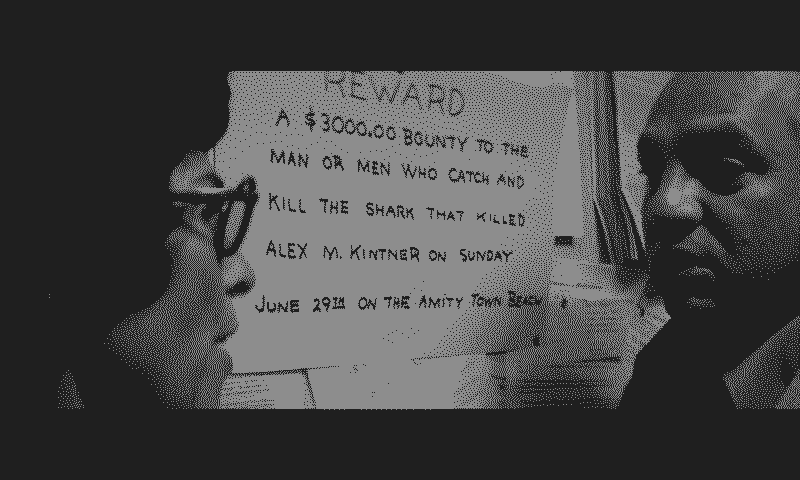 REWARD
A $3000.00 BOUNTY TO THE
MAN OR MEN WHO CATCH AND
KILL THE SHARK THAT KILLED
ALEX M. KINTNER ON SUNDAY
JUNE 29TH ON THE AMITY TOWN BEACH